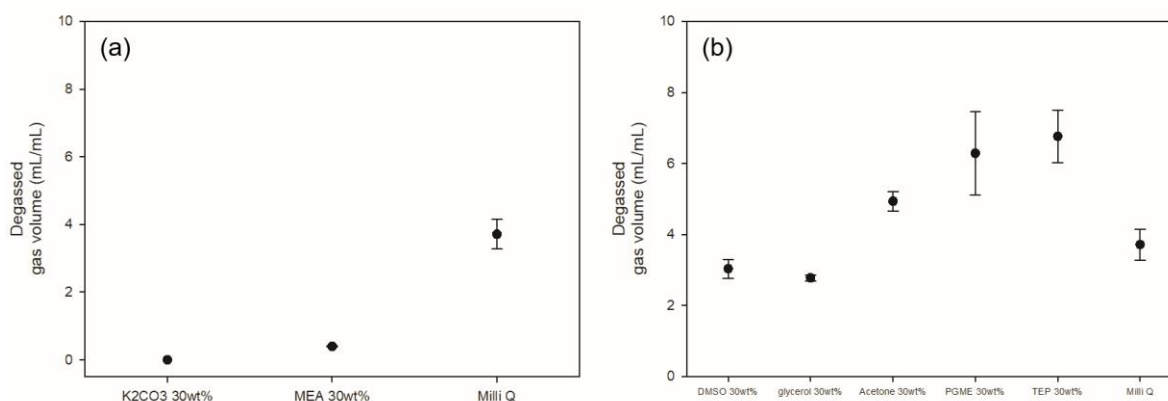 (a)
Degassed
gas volume (mL/mL)
10
8
6
4
2
0
K2CO3 30wt%
MEA 30wt%
Milli Q
(b)
Degassed
gas volume (mL/mL)
10
8
6
4
2
0
DMSO 30wt%
glycerol 30wt%
Acetone 30wt%
PGME 30wt%
TEP 30wt%
Milli Q